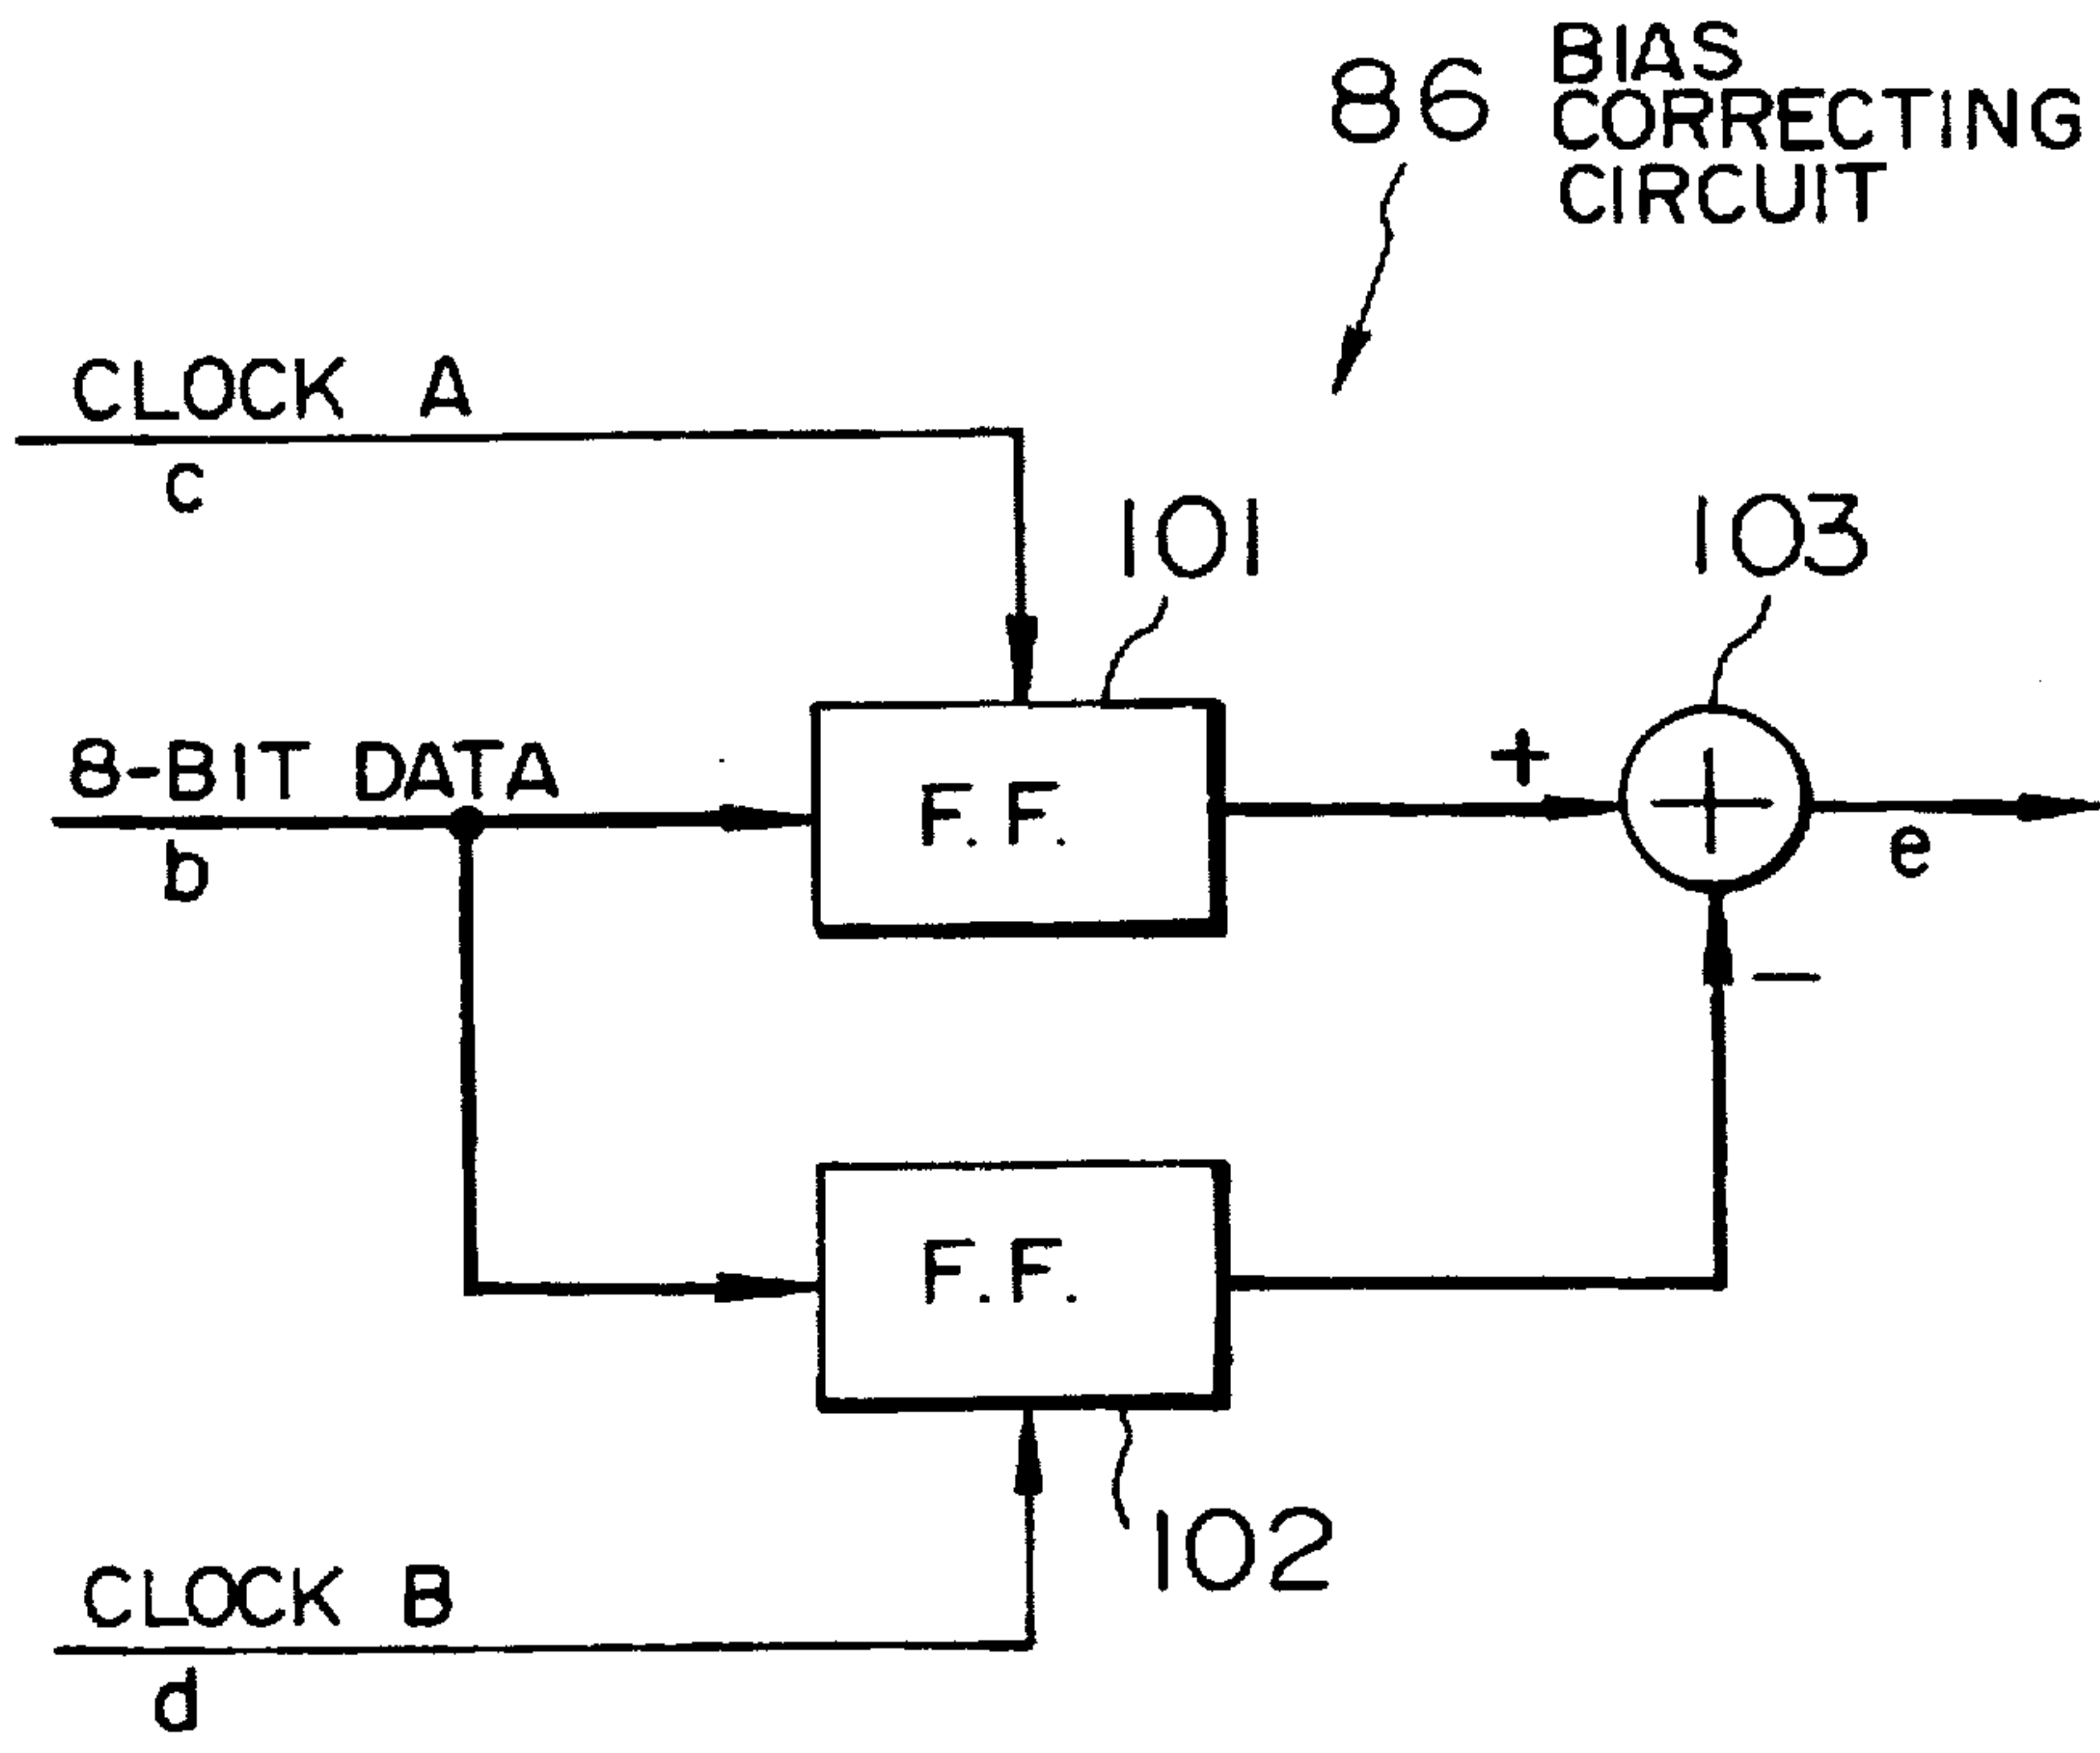 86
BIAS
CORRECTING
CIRCUIT
CLOCK A
c
101
103
8-BIT DATA
b
F.F.
+
+
e
−
F.F.
102
CLOCK B
d